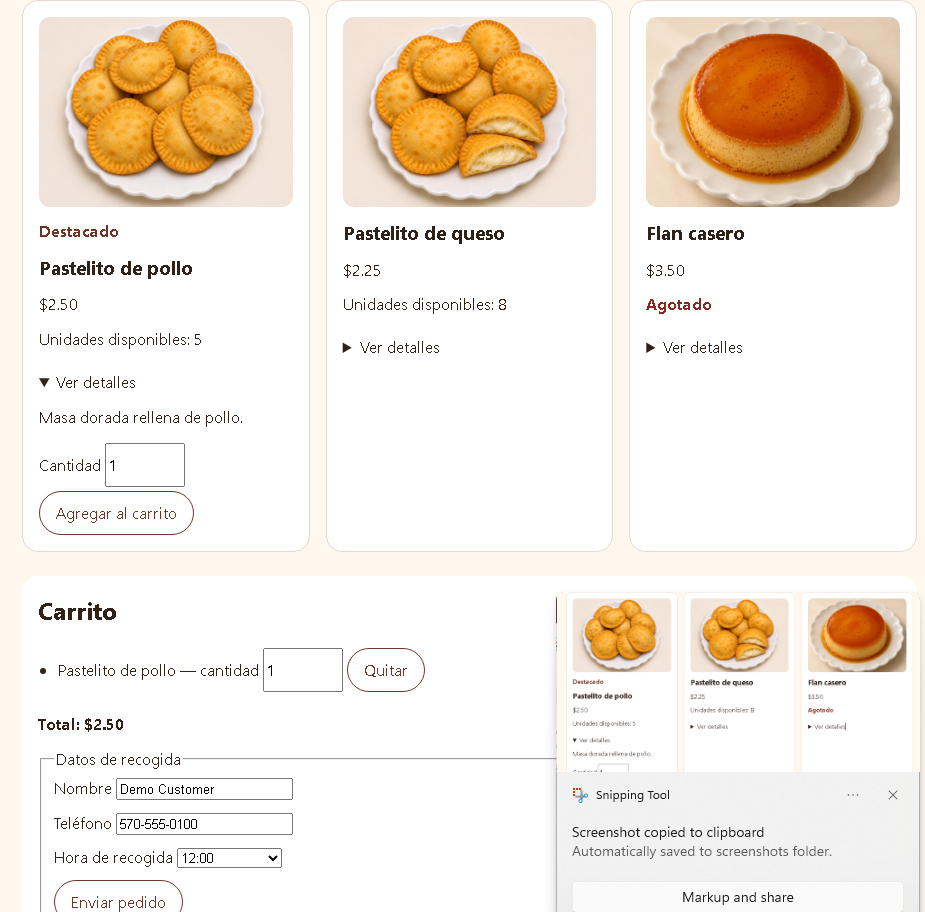 Destacado
Pastelito de pollo
$2.50
Unidades disponibles: 5
▼ Ver detalles
Masa dorada rellena de pollo.
Cantidad 1
Agregar al carrito
Pastelito de queso
$2.25
Unidades disponibles: 8
▶ Ver detalles
Flan casero
$3.50
Agotado
▶ Ver detalles
Carrito
• Pastelito de pollo — cantidad 1 Quitar
Total: $2.50
Datos de recogida
Nombre Demo Customer
Teléfono 570-555-0100
Hora de recogida 12:00
Enviar pedido
Destacado
Pastelito de pollo
$2.50
Unidades disponibles: 5
▼ Ver detalles
Masa dorada rellena de pollo.
Pastelito de queso
$2.25
Unidades disponibles: 8
▶ Ver detalles
Flan casero
$3.50
Agotado
▶ Ver detalles
Snipping Tool
Screenshot copied to clipboard
Automatically saved to screenshots folder.
Markup and share